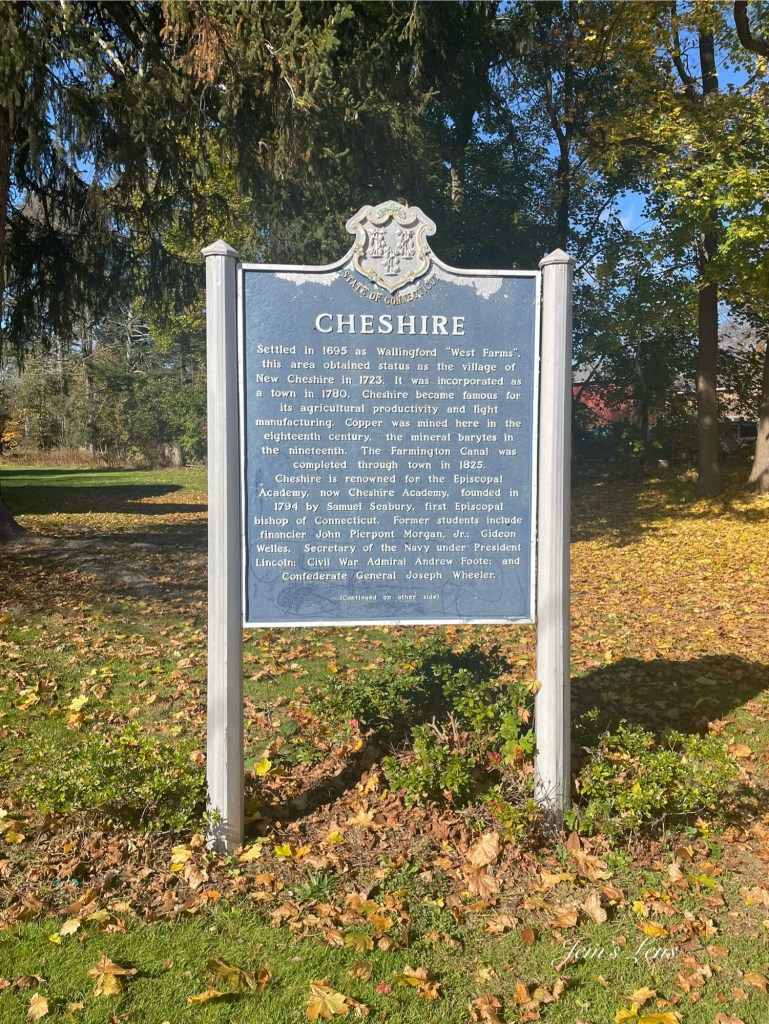 STATE OF CONNECTICUT
CHESHIRE
Settled in 1695 as Wallingford "West Farms",
this area obtained status as the village of
New Cheshire in 1723. It was incorporated as
a town in 1780. Cheshire became famous for
its agricultural productivity and light
manufacturing. Copper was mined here in the
eighteenth century, the mineral barytes in
the nineteenth. The Farmington Canal was
completed through town in 1825.
Cheshire is renowned for the Episcopal
Academy, now Cheshire Academy, founded in
1794 by Samuel Seabury, first Episcopal
bishop of Connecticut. Former students include
financier John Pierpont Morgan, Jr.; Gideon
Welles, Secretary of the Navy under President
Lincoln; Civil War Admiral Andrew Foote; and
Confederate General Joseph Wheeler.
(Continued on other side)
Jem's Lens